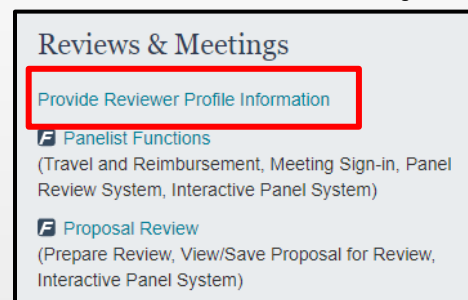 Reviews & Meetings
Provide Reviewer Profile Information
F Panelist Functions
(Travel and Reimbursement, Meeting Sign-in, Panel
Review System, Interactive Panel System)
F Proposal Review
(Prepare Review, View/Save Proposal for Review,
Interactive Panel System)